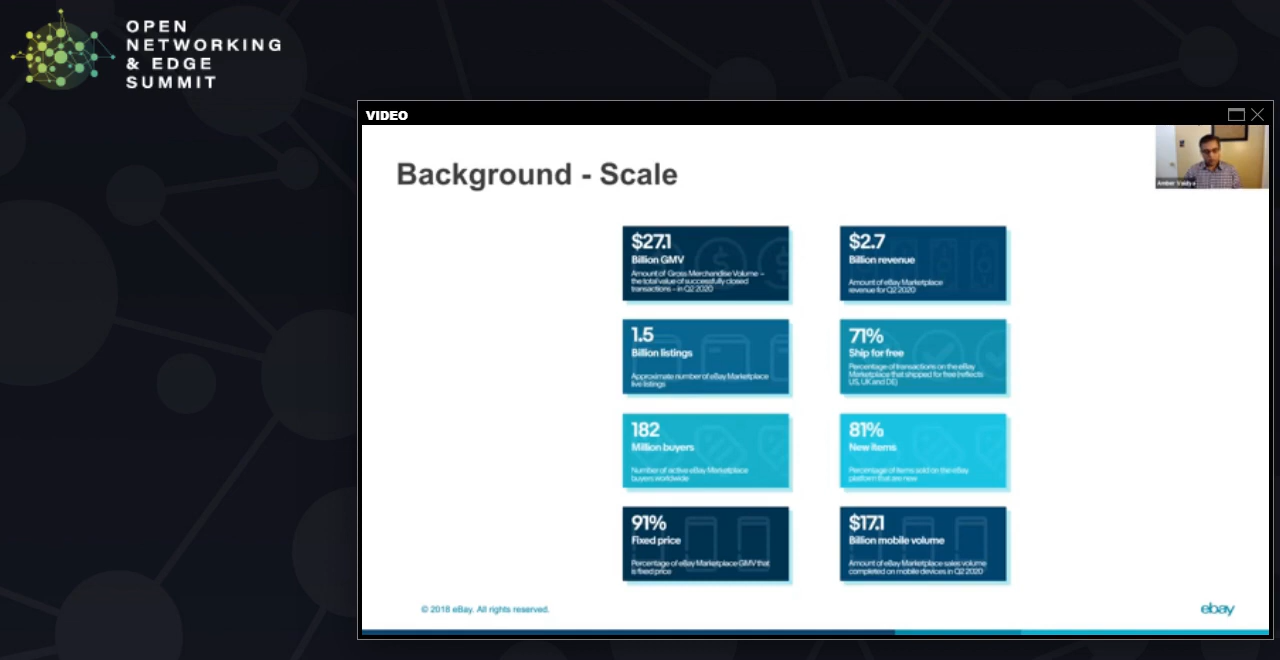 OPEN
NETWORKING
& EDGE
SUMMIT
VIDEO
Amber Vaidya
Background - Scale
$27.1
Billion GMV
Amount of Gross Merchandise Volume –
the total value of successfully closed
transactions – in Q2 2020
$2.7
Billion revenue
Amount of eBay Marketplace
revenue for Q2 2020
1.5
Billion listings
Approximate number of eBay Marketplace
live listings
71%
Ship for free
Percentage of transactions on the eBay
Marketplace that shipped for free (reflects
US, UK and DE)
182
Million buyers
Number of active eBay Marketplace
buyers worldwide
81%
New items
Percentage of items sold on the eBay
platform that are new
91%
Fixed price
Percentage of eBay Marketplace GMV that
is fixed price
$17.1
Billion mobile volume
Amount of eBay Marketplace sales volume
completed on mobile devices in Q2 2020
© 2018 eBay. All rights reserved.
ebay